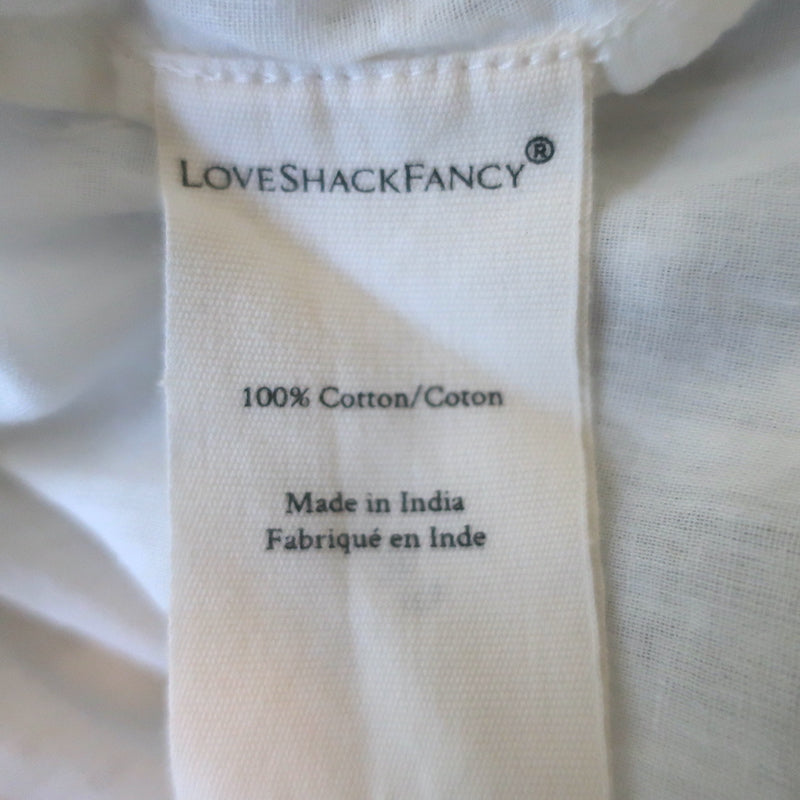 LOVESHACKFANCY®
100% Cotton/Coton
Made in India
Fabriqué en Inde